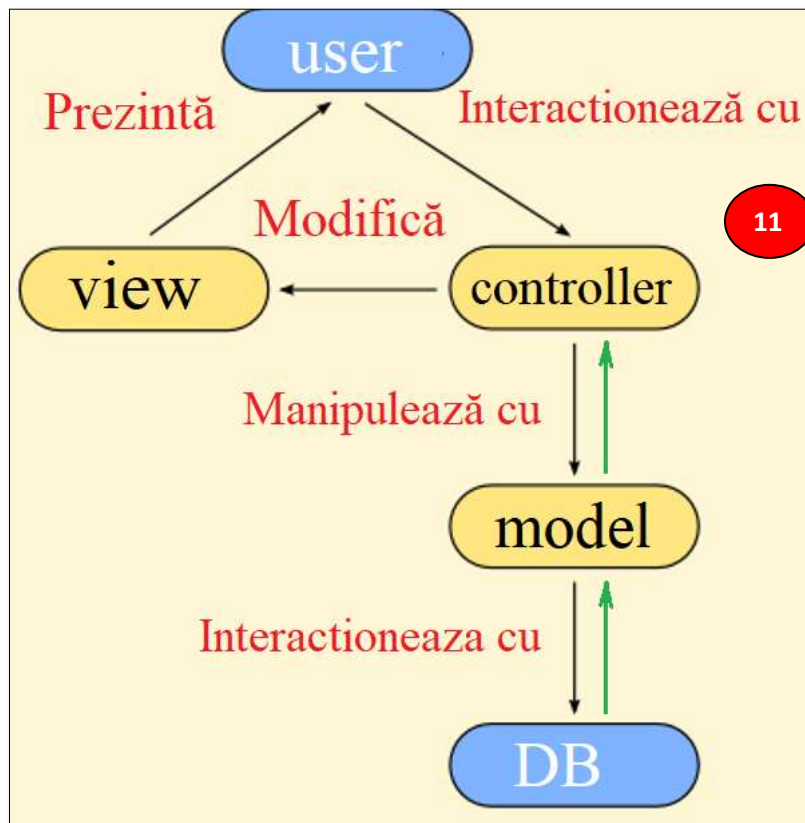 user
Prezintă
Interactionează cu
Modifică
11
view
controller
Manipulează cu
model
Interactioneaza cu
DB